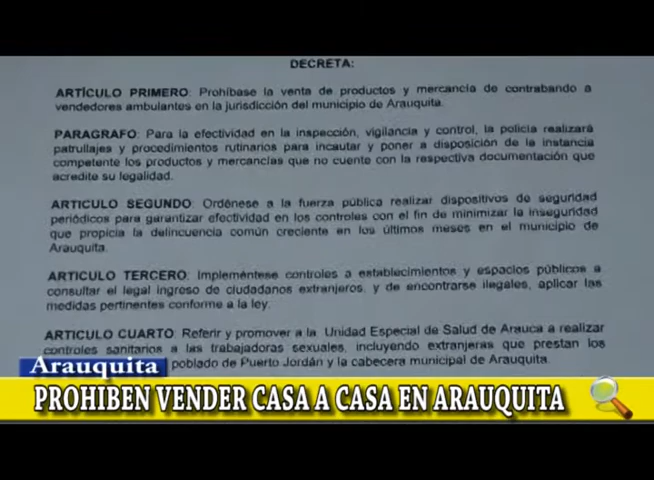 DECRETA:
ARTÍCULO PRIMERO: Prohíbase la venta de productos y mercancia de contrabando a
vendedores ambulantes en la jurisdicción del municipio de Arauquita.
PARAGRAFO: Para la efectividad en la inspección, vigilancia y control, la policía realizará
patrullajes y procedimientos rutinarios para incautar y poner a disposición de la instancia
competente los productos y mercancías que no cuente con la respectiva documentación que
acredite su legalidad.
ARTICULO SEGUNDO: Ordénese a la fuerza pública realizar dispositivos de seguridad
periódicos para garantizar efectividad en los controles con el fin de minimizar la inseguridad
que propicia la delincuencia común creciente en los últimos meses en el municipio de
Arauquita.
ARTICULO TERCERO: Impleméntese controles a establecimientos y espacios públicos a
consultar el legal ingreso de ciudadanos extranjeros, y de encontrarse ilegales, aplicar las
medidas pertinentes conforme a la ley.
ARTICULO CUARTO: Referir y promover a la Unidad Especial de Salud de Arauca a realizar
controles sanitarios a las trabajadoras sexuales, incluyendo extranjeras que prestan los
poblado de Puerto Jordán y la cabecera municipal de Arauquita.
Arauquita
PROHIBEN VENDER CASA A CASA EN ARAUQUITA